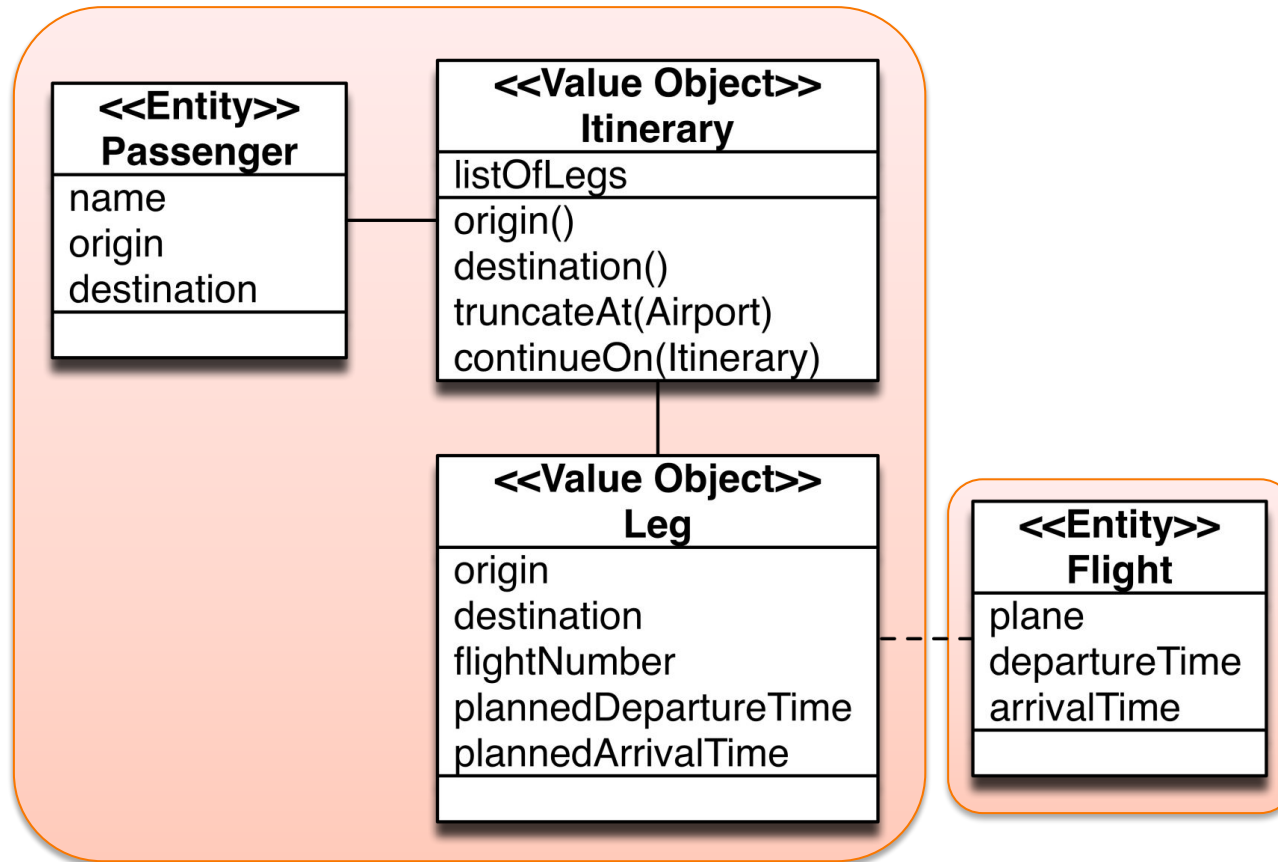 <<Entity>>
Passenger
name
origin
destination
<<Value Object>>
Itinerary
listOfLegs
origin()
destination()
truncateAt(Airport)
continueOn(Itinerary)
<<Value Object>>
Leg
origin
destination
flightNumber
plannedDepartureTime
plannedArrivalTime
<<Entity>>
Flight
plane
departureTime
arrivalTime